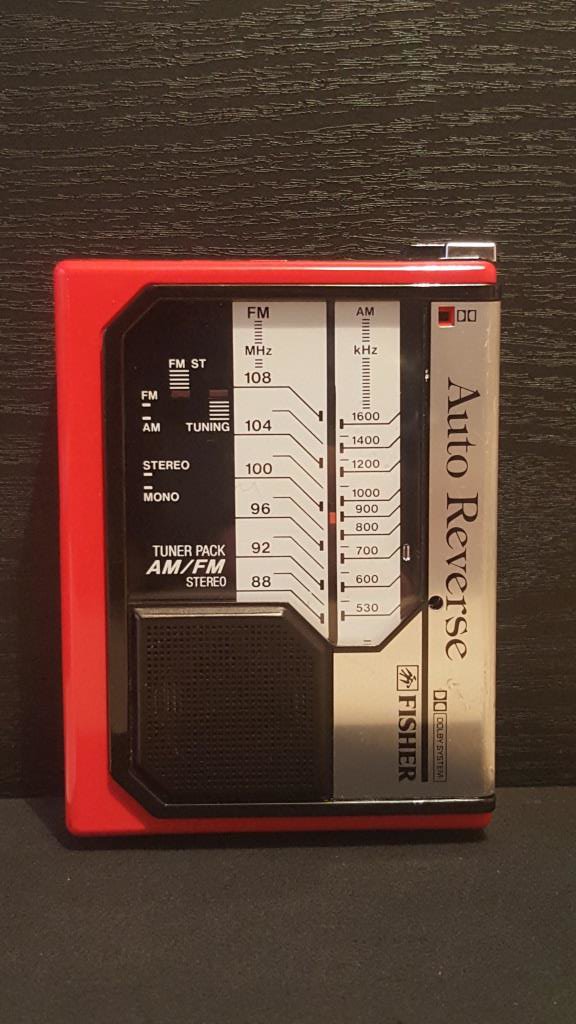 FM
MHz
108
104
100
96
92
88
AM
kHz
1600
1400
1200
1000
900
800
700
600
530
FM ST
FM
AM
TUNING
STEREO
MONO
TUNER PACK
AM/FM
STEREO
Auto Reverse
DOLBY SYSTEM
FISHER